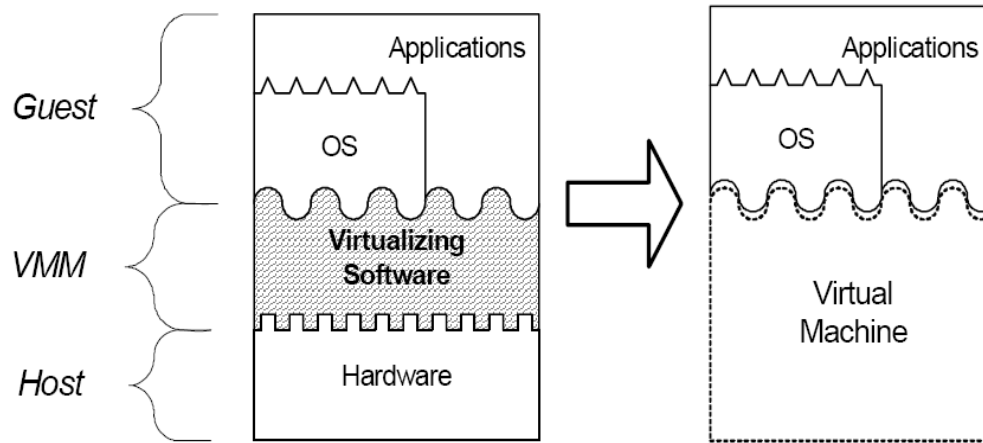 Guest
VMM
Host
Applications
OS
Virtualizing
Software
Hardware
Applications
OS
Virtual
Machine